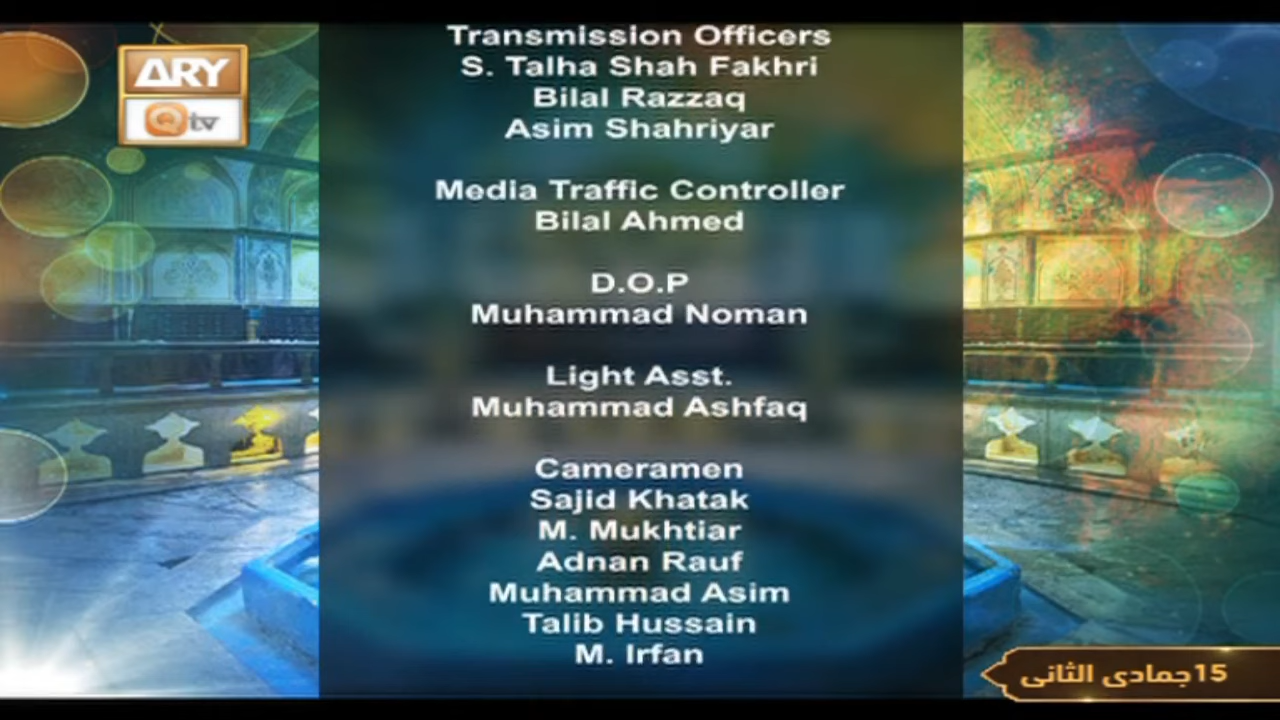 ARY
Qtv
Transmission Officers
S. Talha Shah Fakhri
Bilal Razzaq
Asim Shahriyar
Media Traffic Controller
Bilal Ahmed
D.O.P
Muhammad Noman
Light Asst.
Muhammad Ashfaq
Cameramen
Sajid Khatak
M. Mukhtiar
Adnan Rauf
Muhammad Asim
Talib Hussain
M. Irfan
15جمادی الثانی